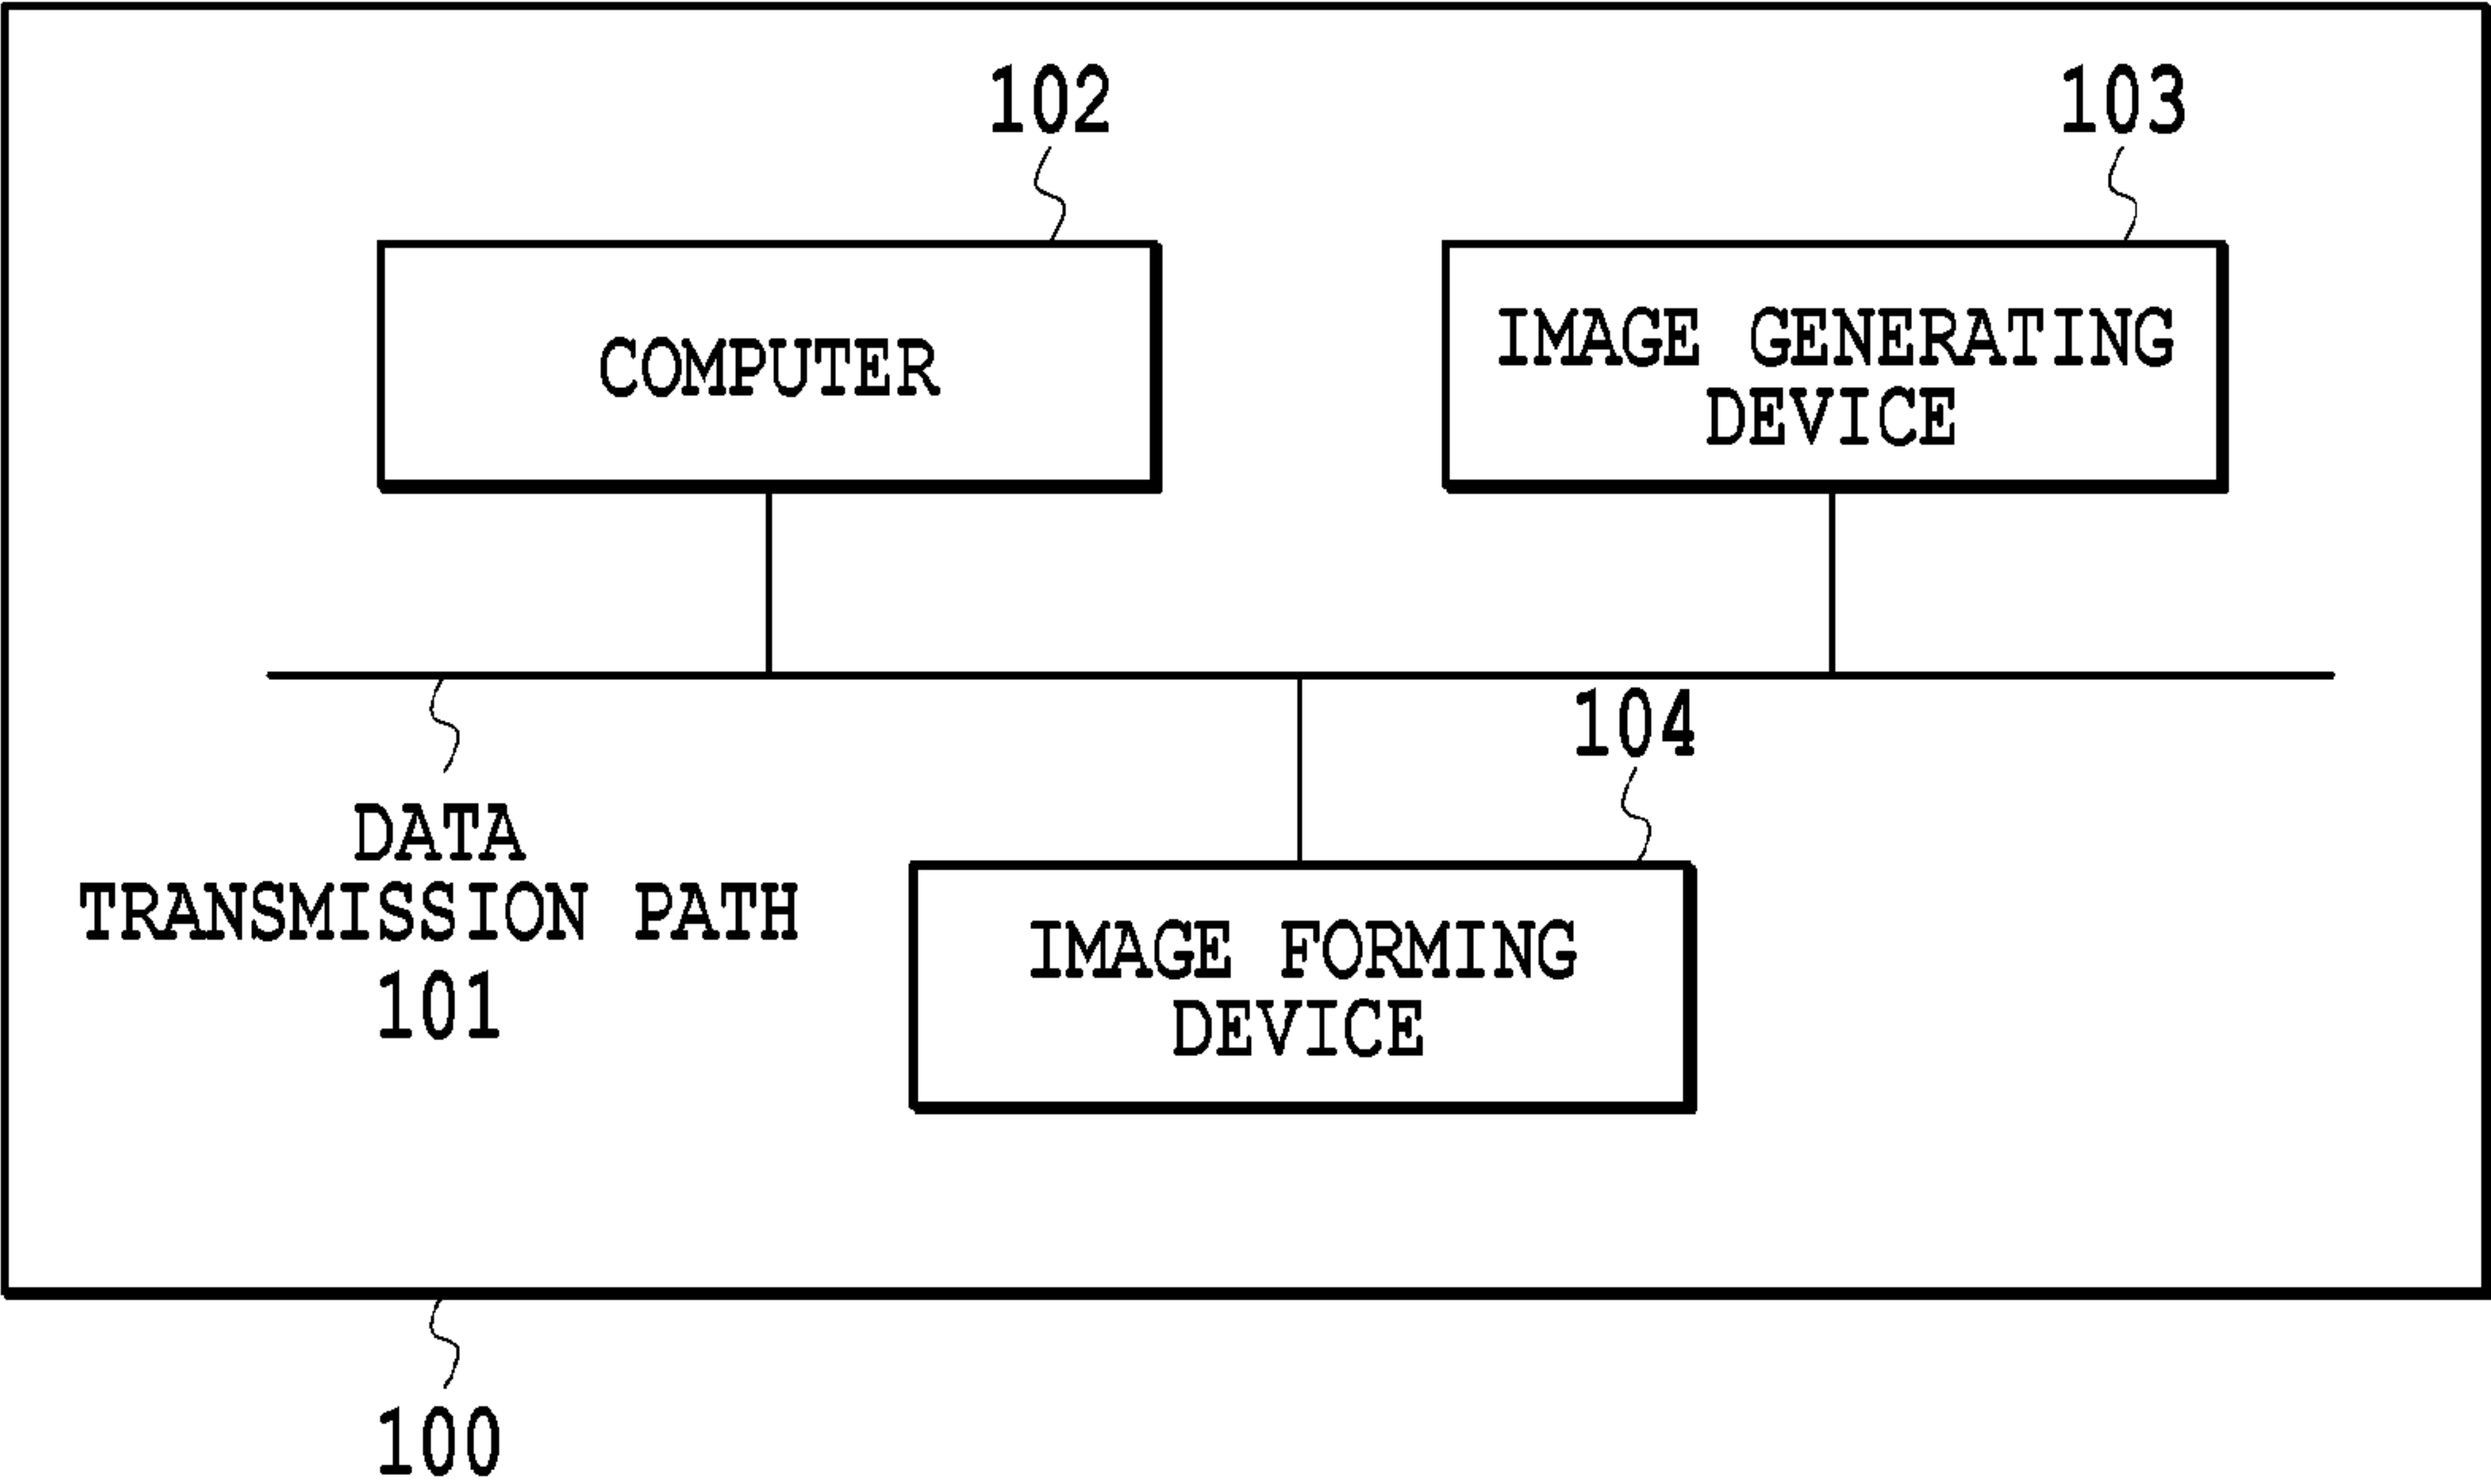 102
103
COMPUTER
IMAGE GENERATING
DEVICE
104
DATA
TRANSMISSION PATH
101
IMAGE FORMING
DEVICE
100